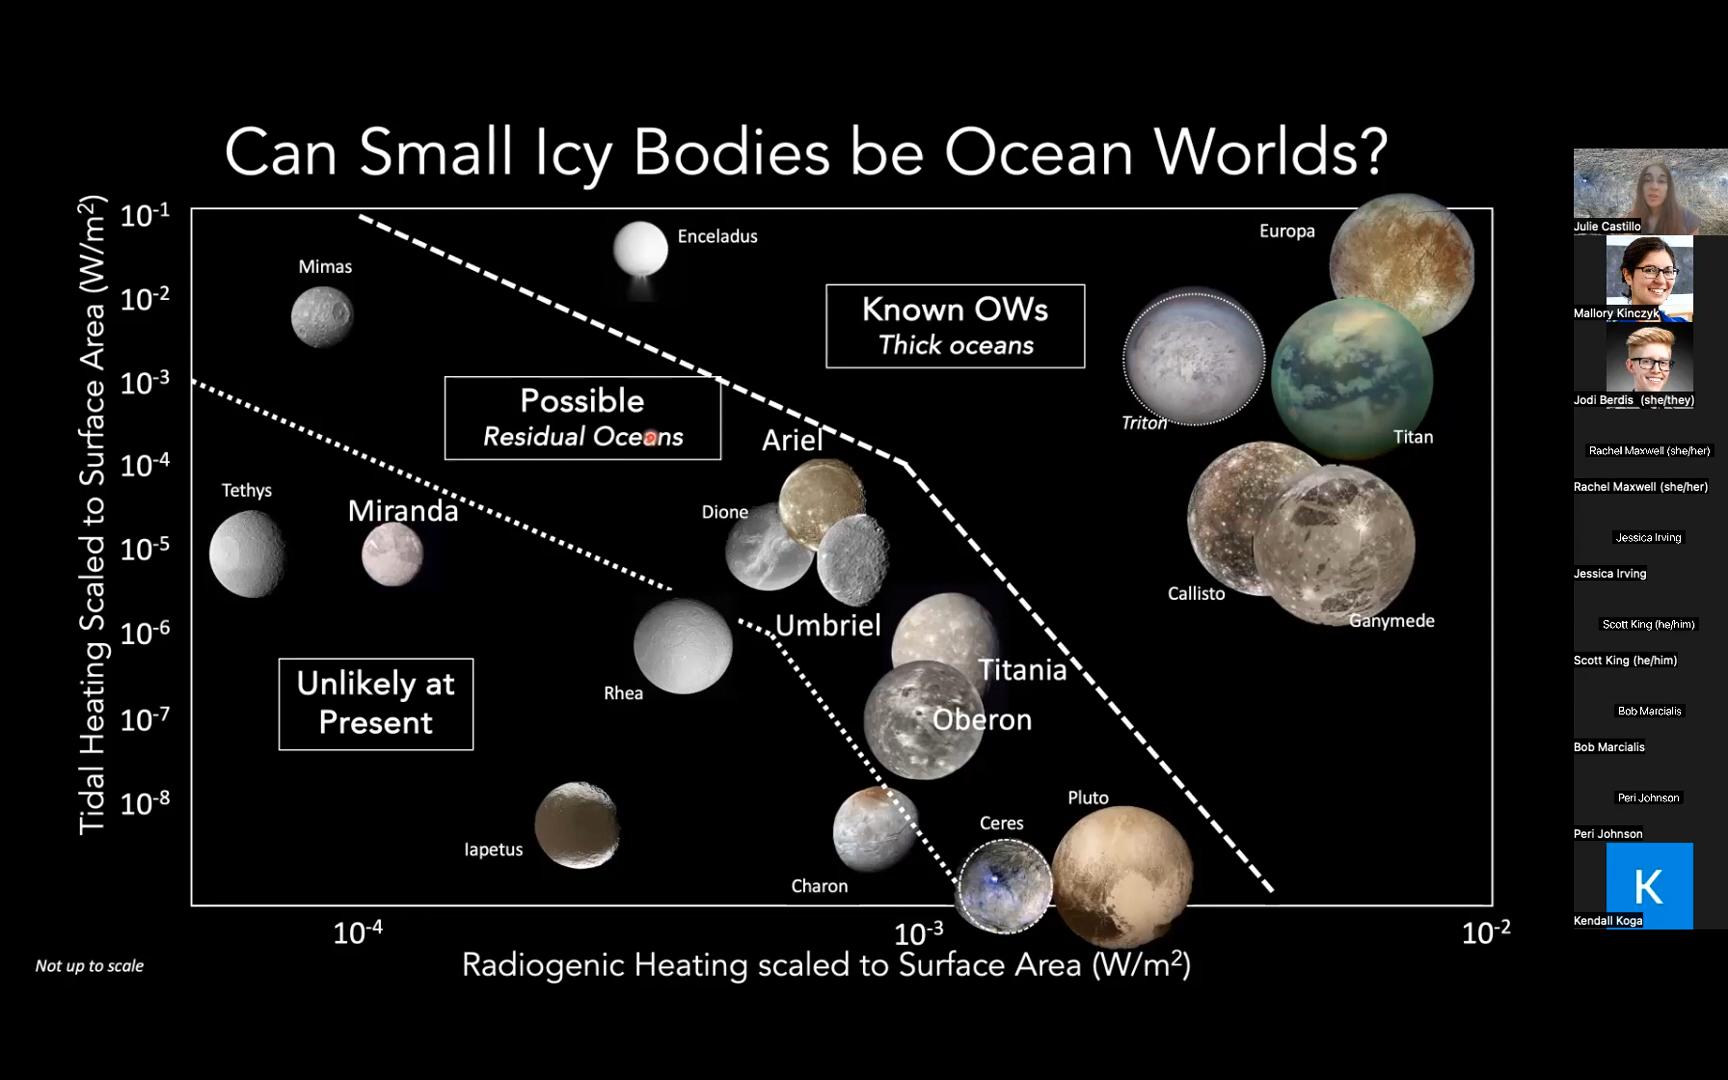 Can Small Icy Bodies be Ocean Worlds?
Tidal Heating Scaled to Surface Area (W/m²)
10⁻¹
10⁻²
10⁻³
10⁻⁴
10⁻⁵
10⁻⁶
10⁻⁷
10⁻⁸
Mimas
Enceladus
Europa
Known OWs
Thick oceans
Triton
Titan
Possible
Residual Oceans
Ariel
Tethys
Miranda
Dione
Callisto
Ganymede
Umbriel
Titania
Rhea
Oberon
Unlikely at
Present
Iapetus
Charon
Ceres
Pluto
10⁻⁴
10⁻³
10⁻²
Radiogenic Heating scaled to Surface Area (W/m²)
Not up to scale
Julie Castillo
Mallory Kinczyk
Jodi Berdis (she/they)
Rachel Maxwell (she/her)
Rachel Maxwell (she/her)
Jessica Irving
Jessica Irving
Scott King (he/him)
Scott King (he/him)
Bob Marcialis
Bob Marcialis
Peri Johnson
Peri Johnson
K
Kendall Koga